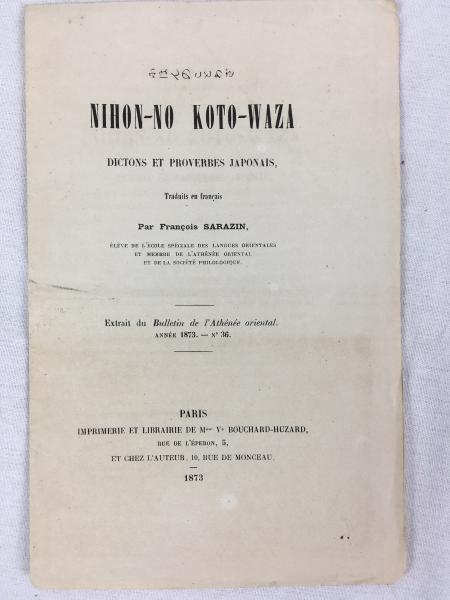 NIHON-NO KOTO-WAZA
DICTONS ET PROVERBES JAPONAIS,
Traduits en français
Par François SARAZIN,
ÉLÈVE DE L'ÉCOLE SPÉCIALE DES LANGUES ORIENTALES
ET MEMBRE DE L'ATHÉNÉE ORIENTAL
ET DE LA SOCIÉTÉ PHILOLOGIQUE.
Extrait du Bulletin de l'Athénée oriental.
ANNÉE 1873. — N° 36.
PARIS
IMPRIMERIE ET LIBRAIRIE DE Mme Ve BOUCHARD-HUZARD,
RUE DE L'ÉPERON, 5,
ET CHEZ L'AUTEUR, 10, RUE DE MONCEAU.
1873